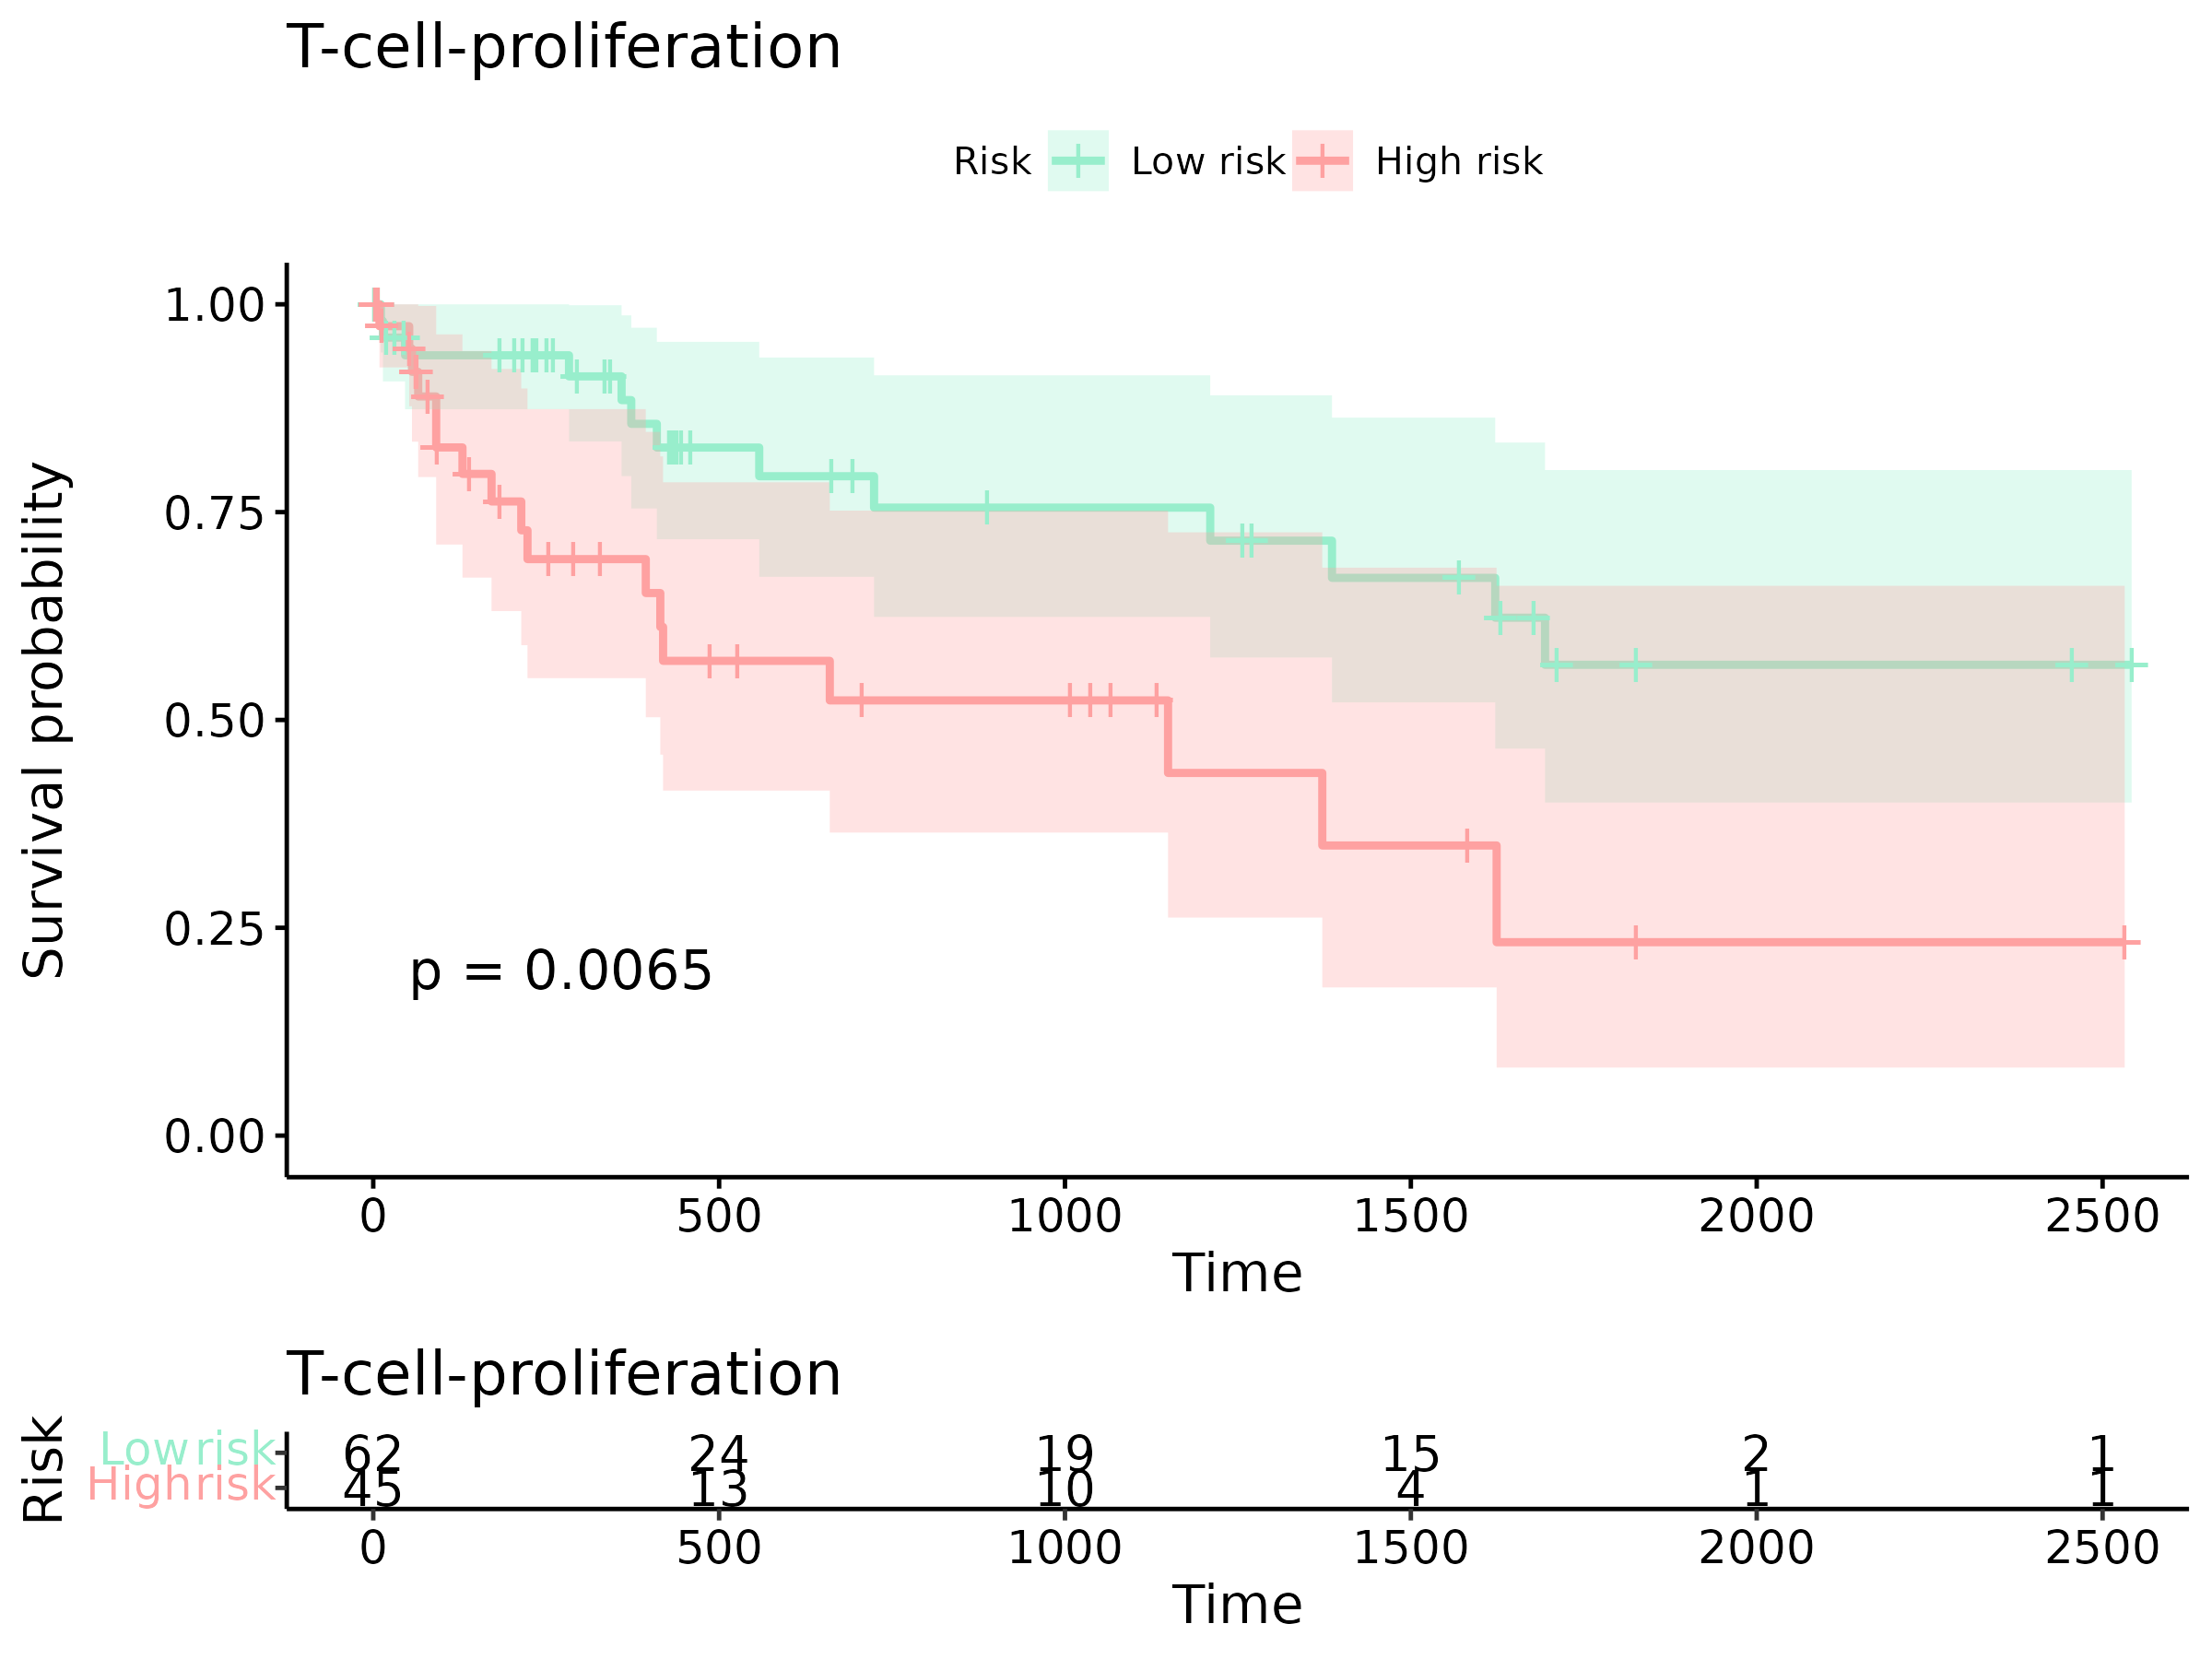 T-cell-proliferation
Risk Low risk High risk
Survival probability
1.00
0.75
0.50
0.25
0.00
p = 0.0065
0 500 1000 1500 2000 2500
Time
T-cell-proliferation
Risk
Low risk 62 24 19 15 2 1
High risk 45 13 10 4 1 1
0 500 1000 1500 2000 2500
Time